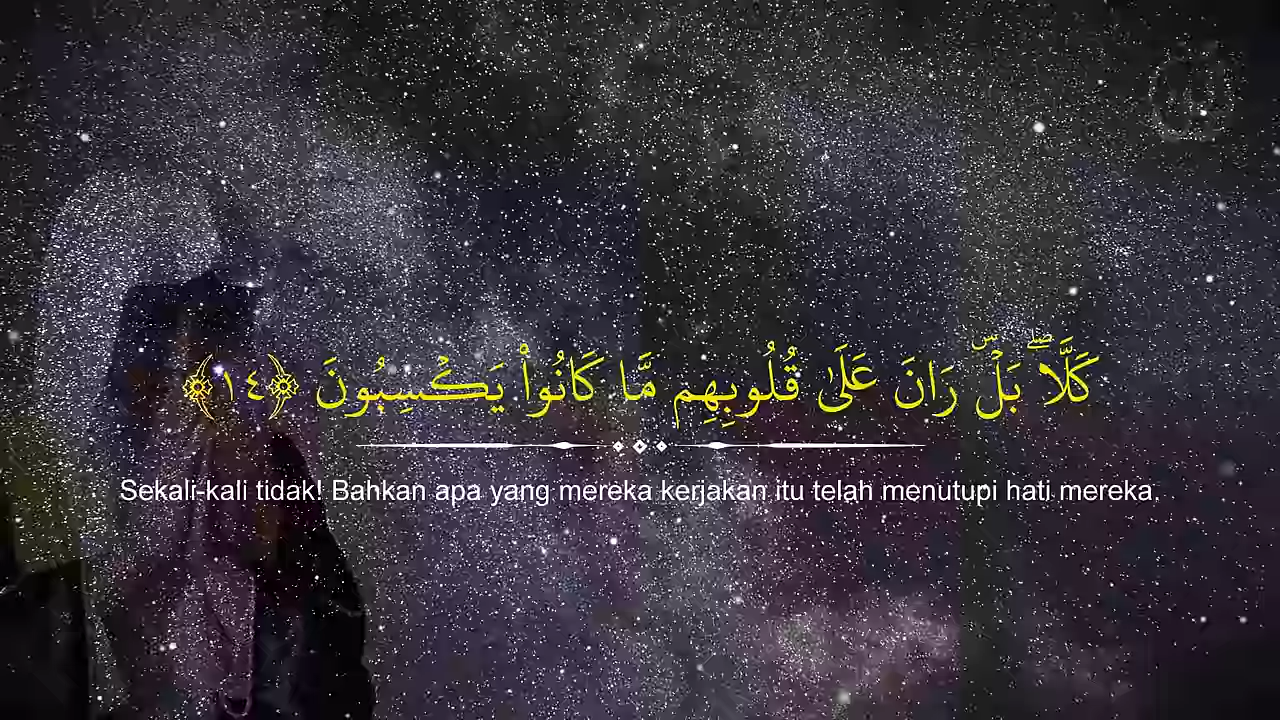 كَلَّاۖ بَلْۜ رَانَ عَلَىٰ قُلُوبِهِم مَّا كَانُوا۟ يَكْسِبُونَ ﴿١٤﴾
Sekali-kali tidak! Bahkan apa yang mereka kerjakan itu telah menutupi hati mereka.